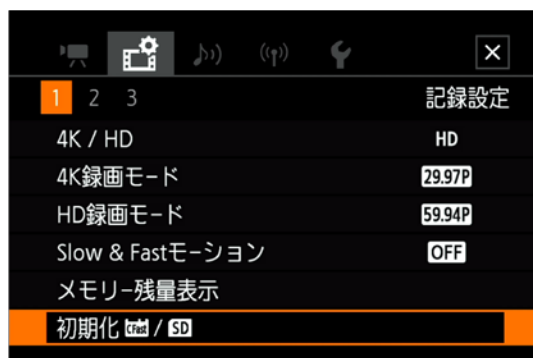 1 2 3 記録設定
4K / HD HD
4K録画モード 29.97P
HD録画モード 59.94P
Slow & Fastモーション OFF
メモリー残量表示
初期化 CFast / SD